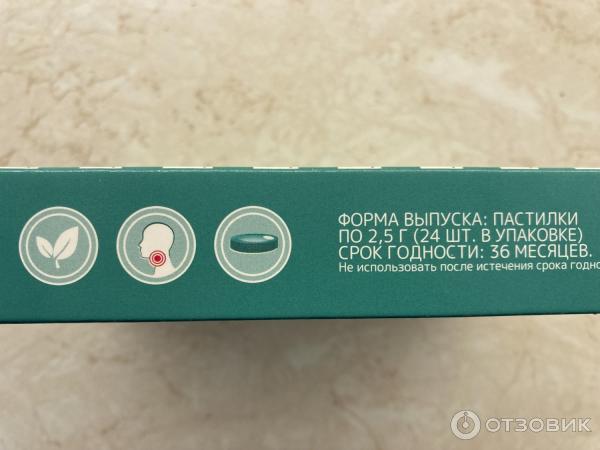 ФОРМА ВЫПУСКА: ПАСТИЛКИ
ПО 2,5 Г (24 ШТ. В УПАКОВКЕ)
СРОК ГОДНОСТИ: 36 МЕСЯЦЕВ.
Не использовать после истечения срока годно
ОТЗОВИК